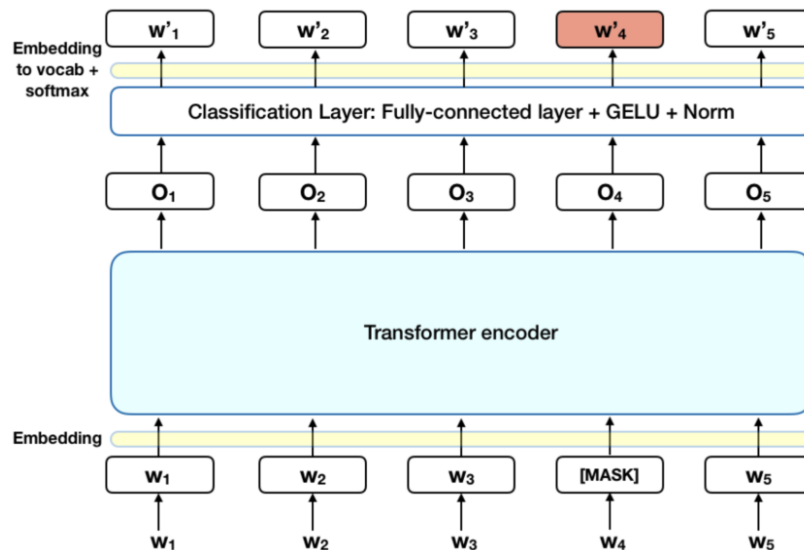 w'₁ w'₂ w'₃ w'₄ w'₅
Embedding
to vocab +
softmax
Classification Layer: Fully-connected layer + GELU + Norm
O₁ O₂ O₃ O₄ O₅
Transformer encoder
Embedding
W₁ W₂ W₃ [MASK] W₅
W₁ W₂ W₃ W₄ W₅